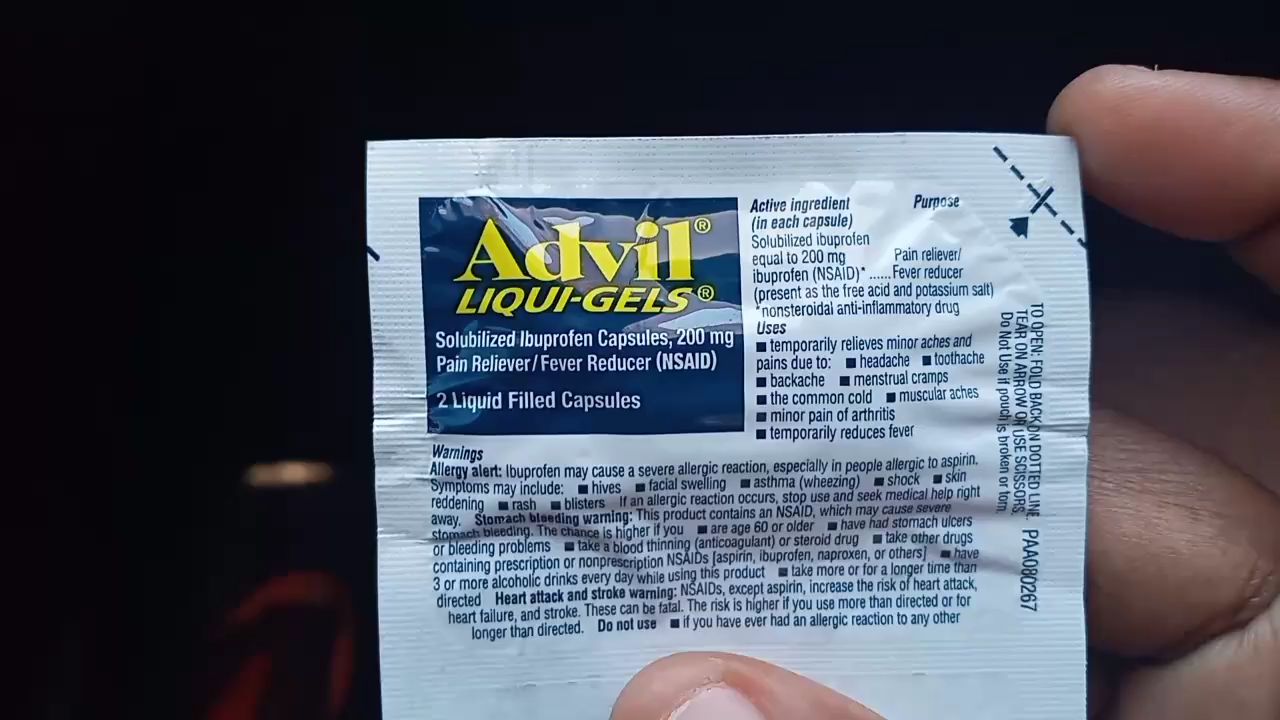 Advil®
LIQUI-GELS®
Solubilized Ibuprofen Capsules, 200 mg
Pain Reliever/Fever Reducer (NSAID)
2 Liquid Filled Capsules
Active ingredient Purpose
(in each capsule)
Solubilized ibuprofen
equal to 200 mg Pain reliever/
ibuprofen (NSAID)* ...... Fever reducer
(present as the free acid and potassium salt)
*nonsteroidal anti-inflammatory drug
Uses
■ temporarily relieves minor aches and
pains due to: ■ headache ■ toothache
■ backache ■ menstrual cramps
■ the common cold ■ muscular aches
■ minor pain of arthritis
■ temporarily reduces fever
Warnings
Allergy alert: Ibuprofen may cause a severe allergic reaction, especially in people allergic to aspirin.
Symptoms may include: ■ hives ■ facial swelling ■ asthma (wheezing) ■ shock ■ skin
reddening ■ rash ■ blisters If an allergic reaction occurs, stop use and seek medical help right
away. Stomach bleeding warning: This product contains an NSAID, which may cause severe
stomach bleeding. The chance is higher if you ■ are age 60 or older ■ have had stomach ulcers
or bleeding problems ■ take a blood thinning (anticoagulant) or steroid drug ■ take other drugs
containing prescription or nonprescription NSAIDs [aspirin, ibuprofen, naproxen, or others] ■ have
3 or more alcoholic drinks every day while using this product ■ take more or for a longer time than
directed Heart attack and stroke warning: NSAIDs, except aspirin, increase the risk of heart attack,
heart failure, and stroke. These can be fatal. The risk is higher if you use more than directed or for
longer than directed. Do not use ■ if you have ever had an allergic reaction to any other
TO OPEN: FOLD BACK ON DOTTED LINE.
TEAR ON ARROW OR USE SCISSORS.
Do Not Use if pouch is broken or torn.
PAA080267